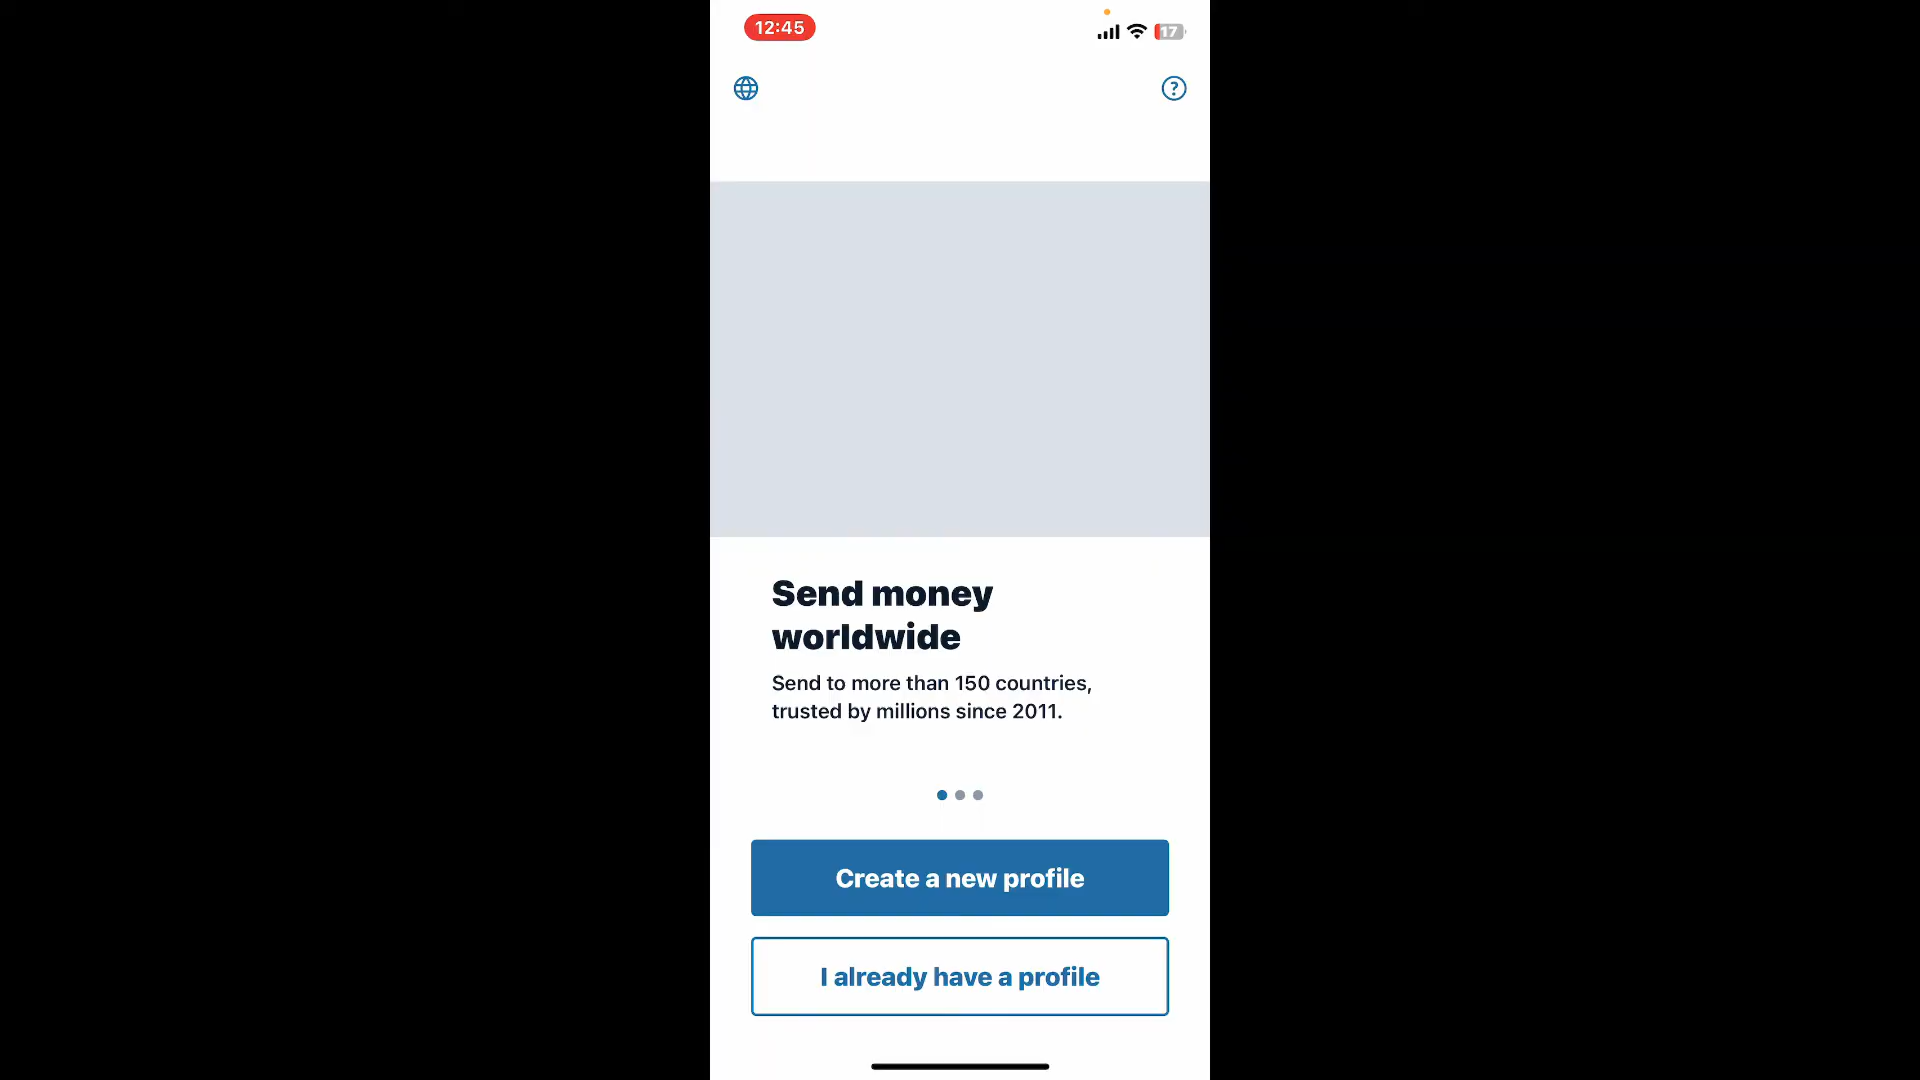 12:45
17
?
Send money
worldwide
Send to more than 150 countries,
trusted by millions since 2011.
Create a new profile
I already have a profile